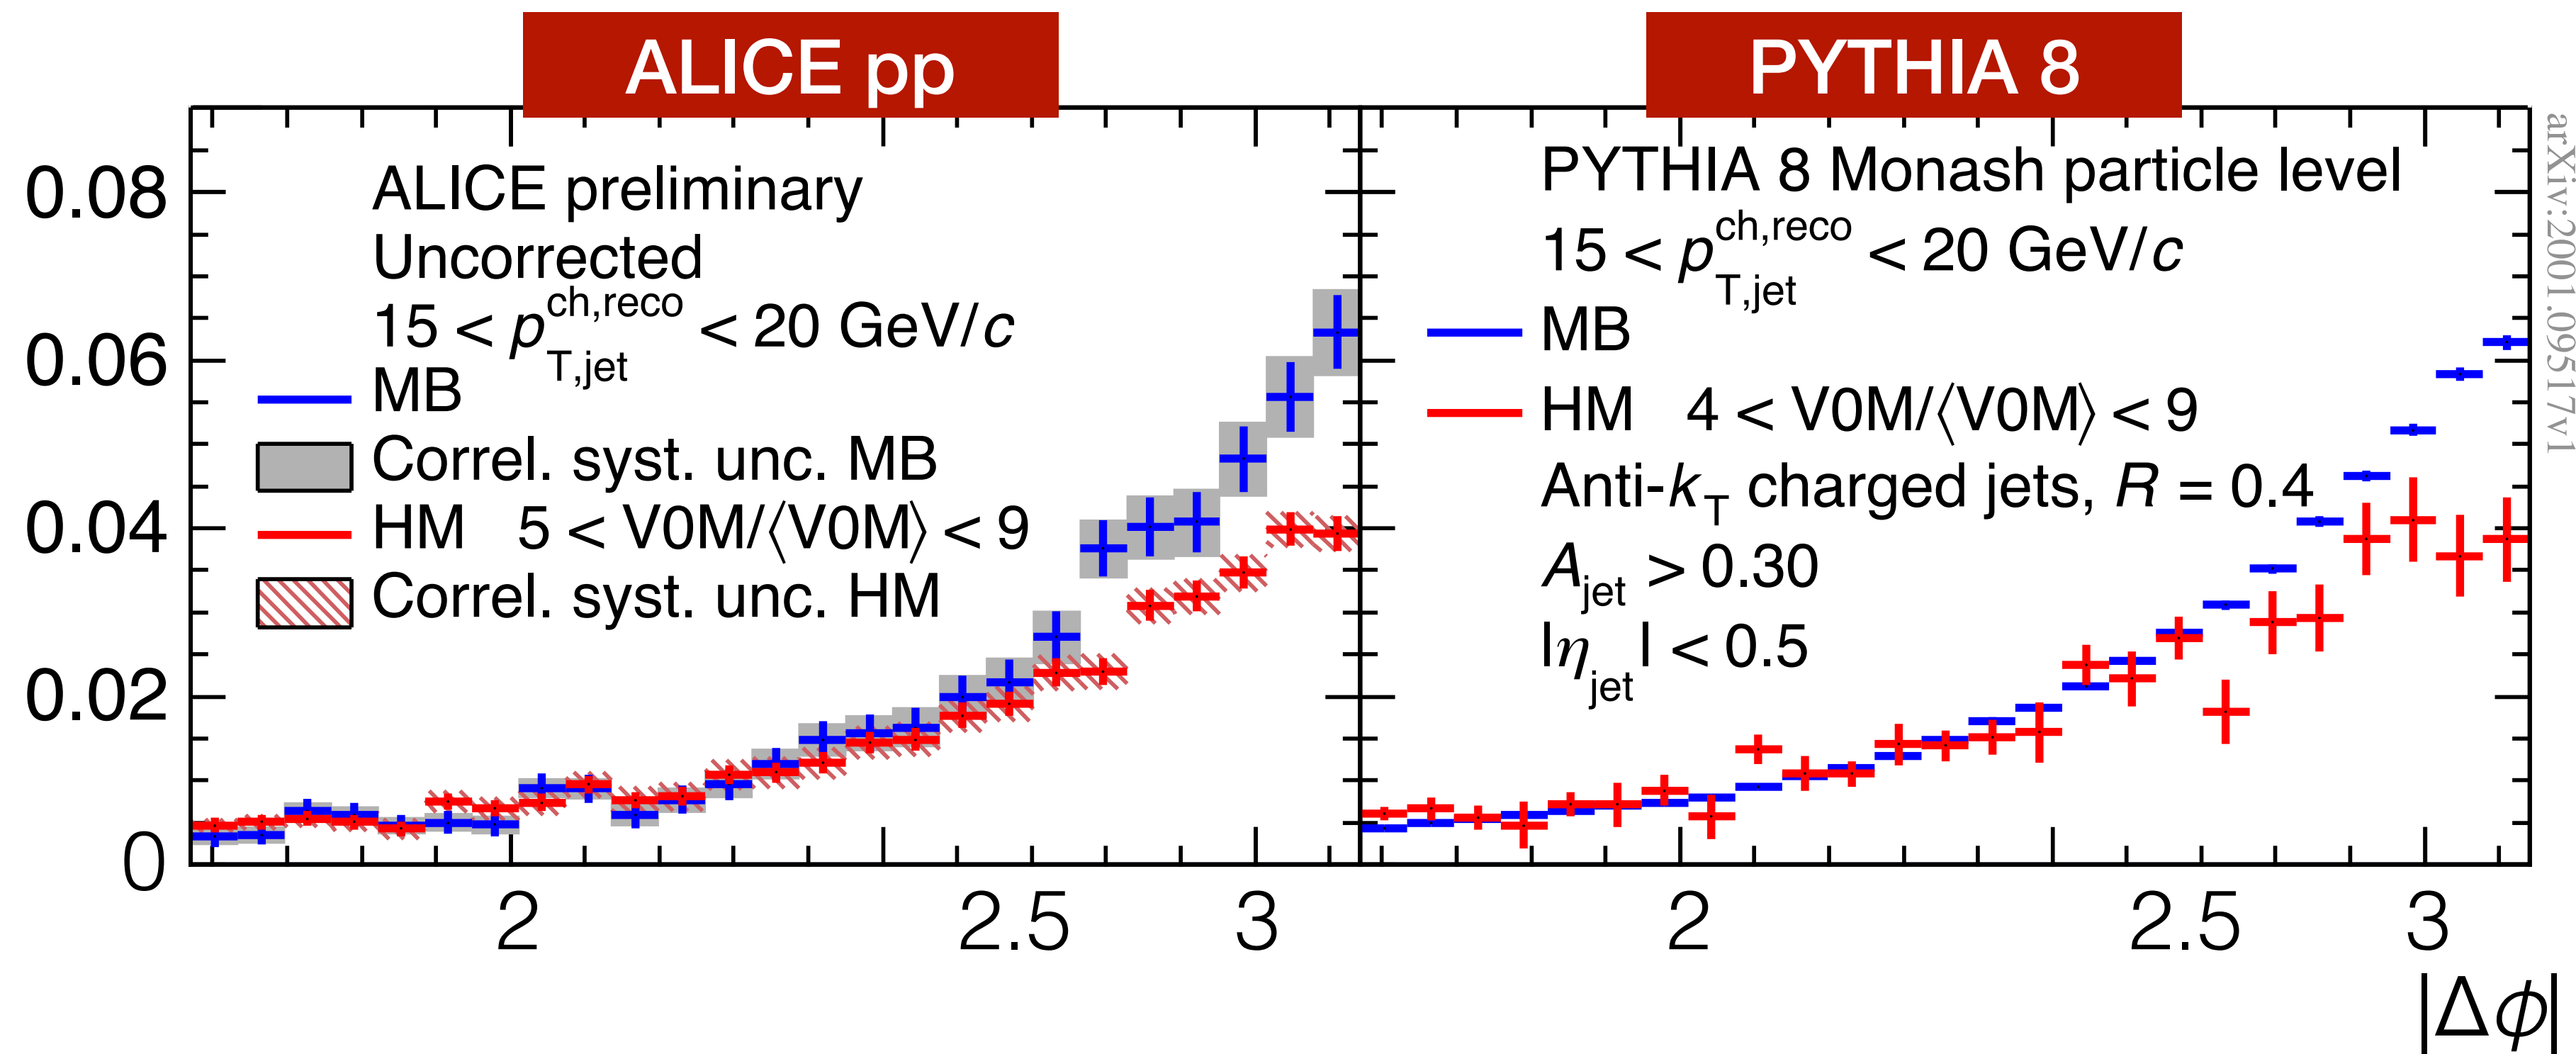 ALICE pp
PYTHIA 8
0.08
0.06
0.04
0.02
0
ALICE preliminary
Uncorrected
15 < p T,jet ch,reco < 20 GeV/c
MB
Correl. syst. unc. MB
HM 5 < V0M/⟨V0M⟩ < 9
Correl. syst. unc. HM
PYTHIA 8 Monash particle level
15 < p T,jet ch,reco < 20 GeV/c
MB
HM 4 < V0M/⟨V0M⟩ < 9
Anti-kT charged jets, R = 0.4
Ajet > 0.30
|ηjet| < 0.5
2 2.5 3
2 2.5 3
|Δϕ|
arXiv:2001.09517v1